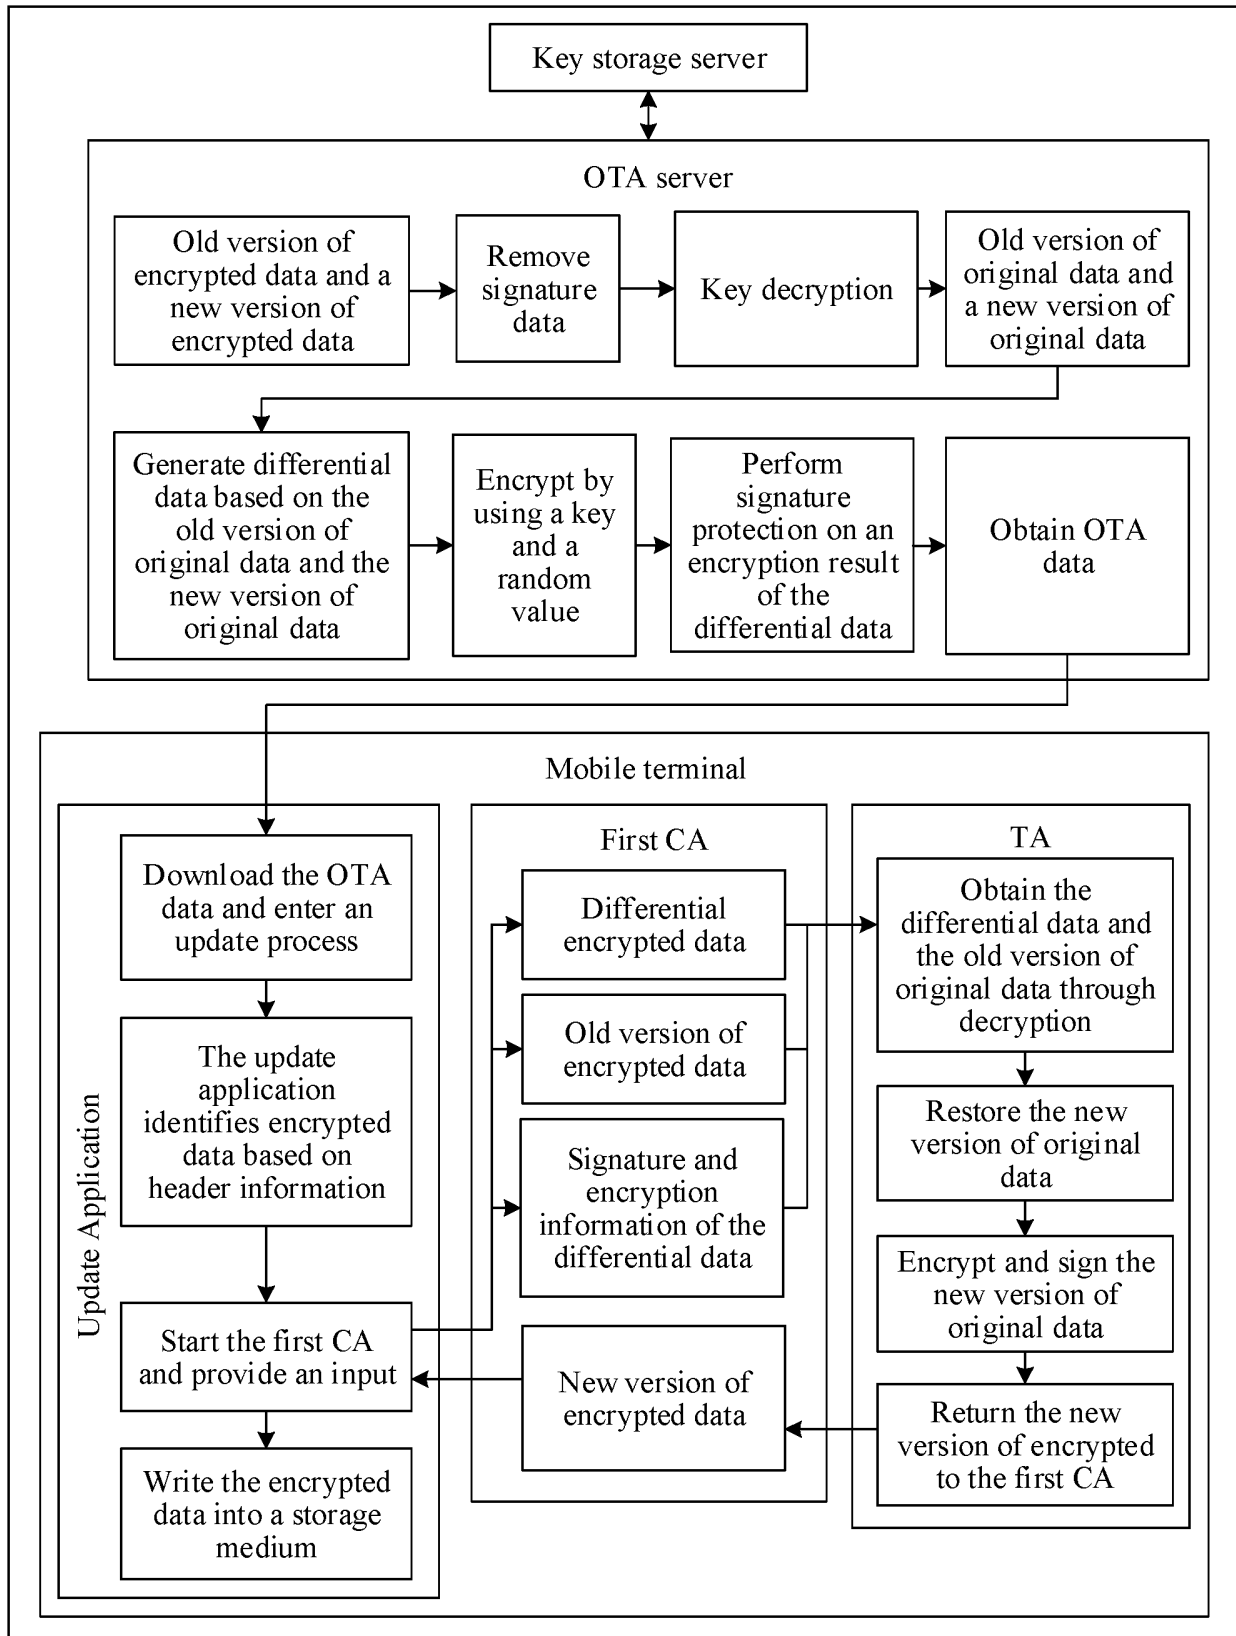 Key storage server
OTA server
Old version of
encrypted data and a
new version of
encrypted data
Remove
signature
data
Key decryption
Old version of
original data and
a new version of
original data
Generate differential
data based on the
old version of
original data and the
new version of
original data
Encrypt by
using a key
and a
random
value
Perform
signature
protection on an
encryption result
of the
differential data
Obtain OTA
data
Mobile terminal
Update Application
Download the OTA
data and enter an
update process
The update
application
identifies encrypted
data based on
header information
Start the first CA
and provide an input
Write the encrypted
data into a storage
medium
First CA
Differential
encrypted data
Old version of
encrypted data
Signature and
encryption
information of the
differential data
New version of
encrypted data
TA
Obtain the
differential data and
the old version of
original data through
decryption
Restore the new
version of original
data
Encrypt and sign the
new version of
original data
Return the new
version of encrypted
to the first CA